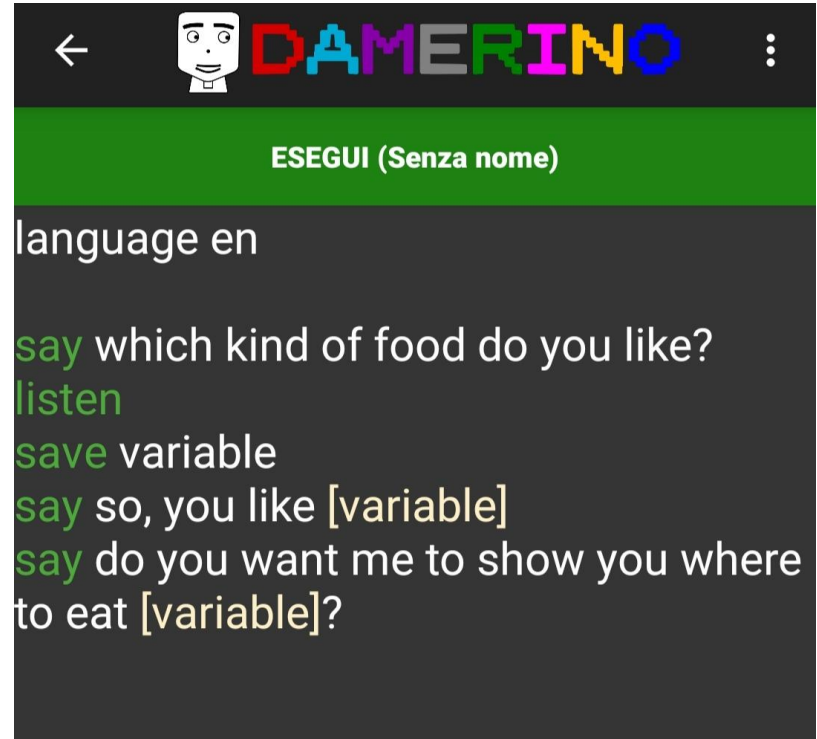 DAMERINO
ESEGUI (Senza nome)
language en
say which kind of food do you like?
listen
save variable
say so, you like [variable]
say do you want me to show you where
to eat [variable]?